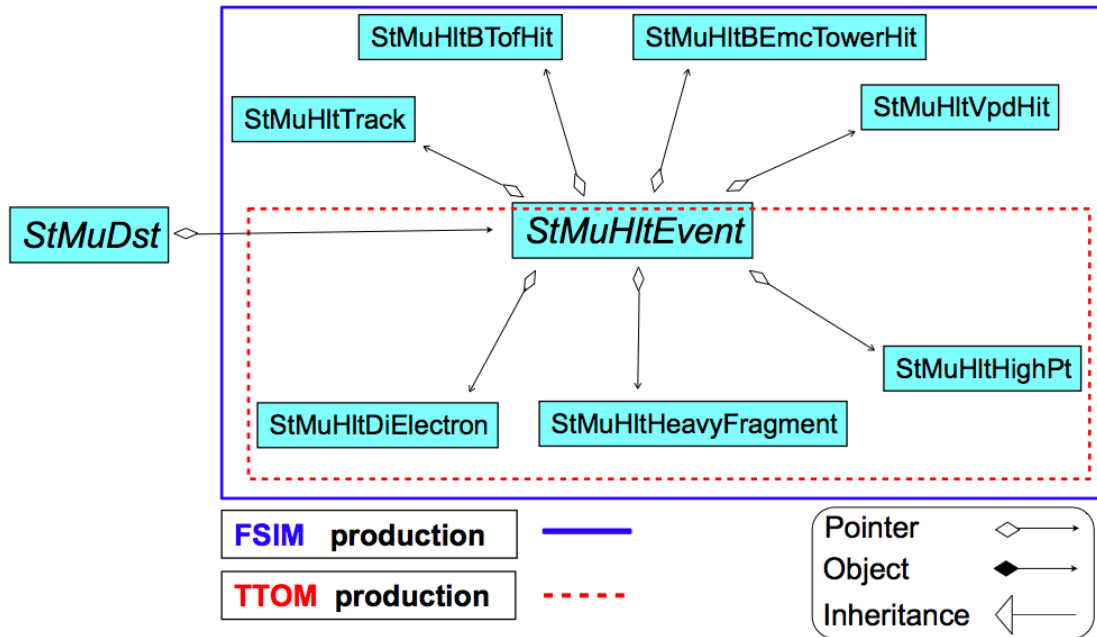 StMuHltBTofHit
StMuHltBEmcTowerHit
StMuHltTrack
StMuHltVpdHit
StMuDst
StMuHltEvent
StMuHltHighPt
StMuHltDiElectron
StMuHltHeavyFragment
FSIM production
TTOM production
Pointer
Object
Inheritance